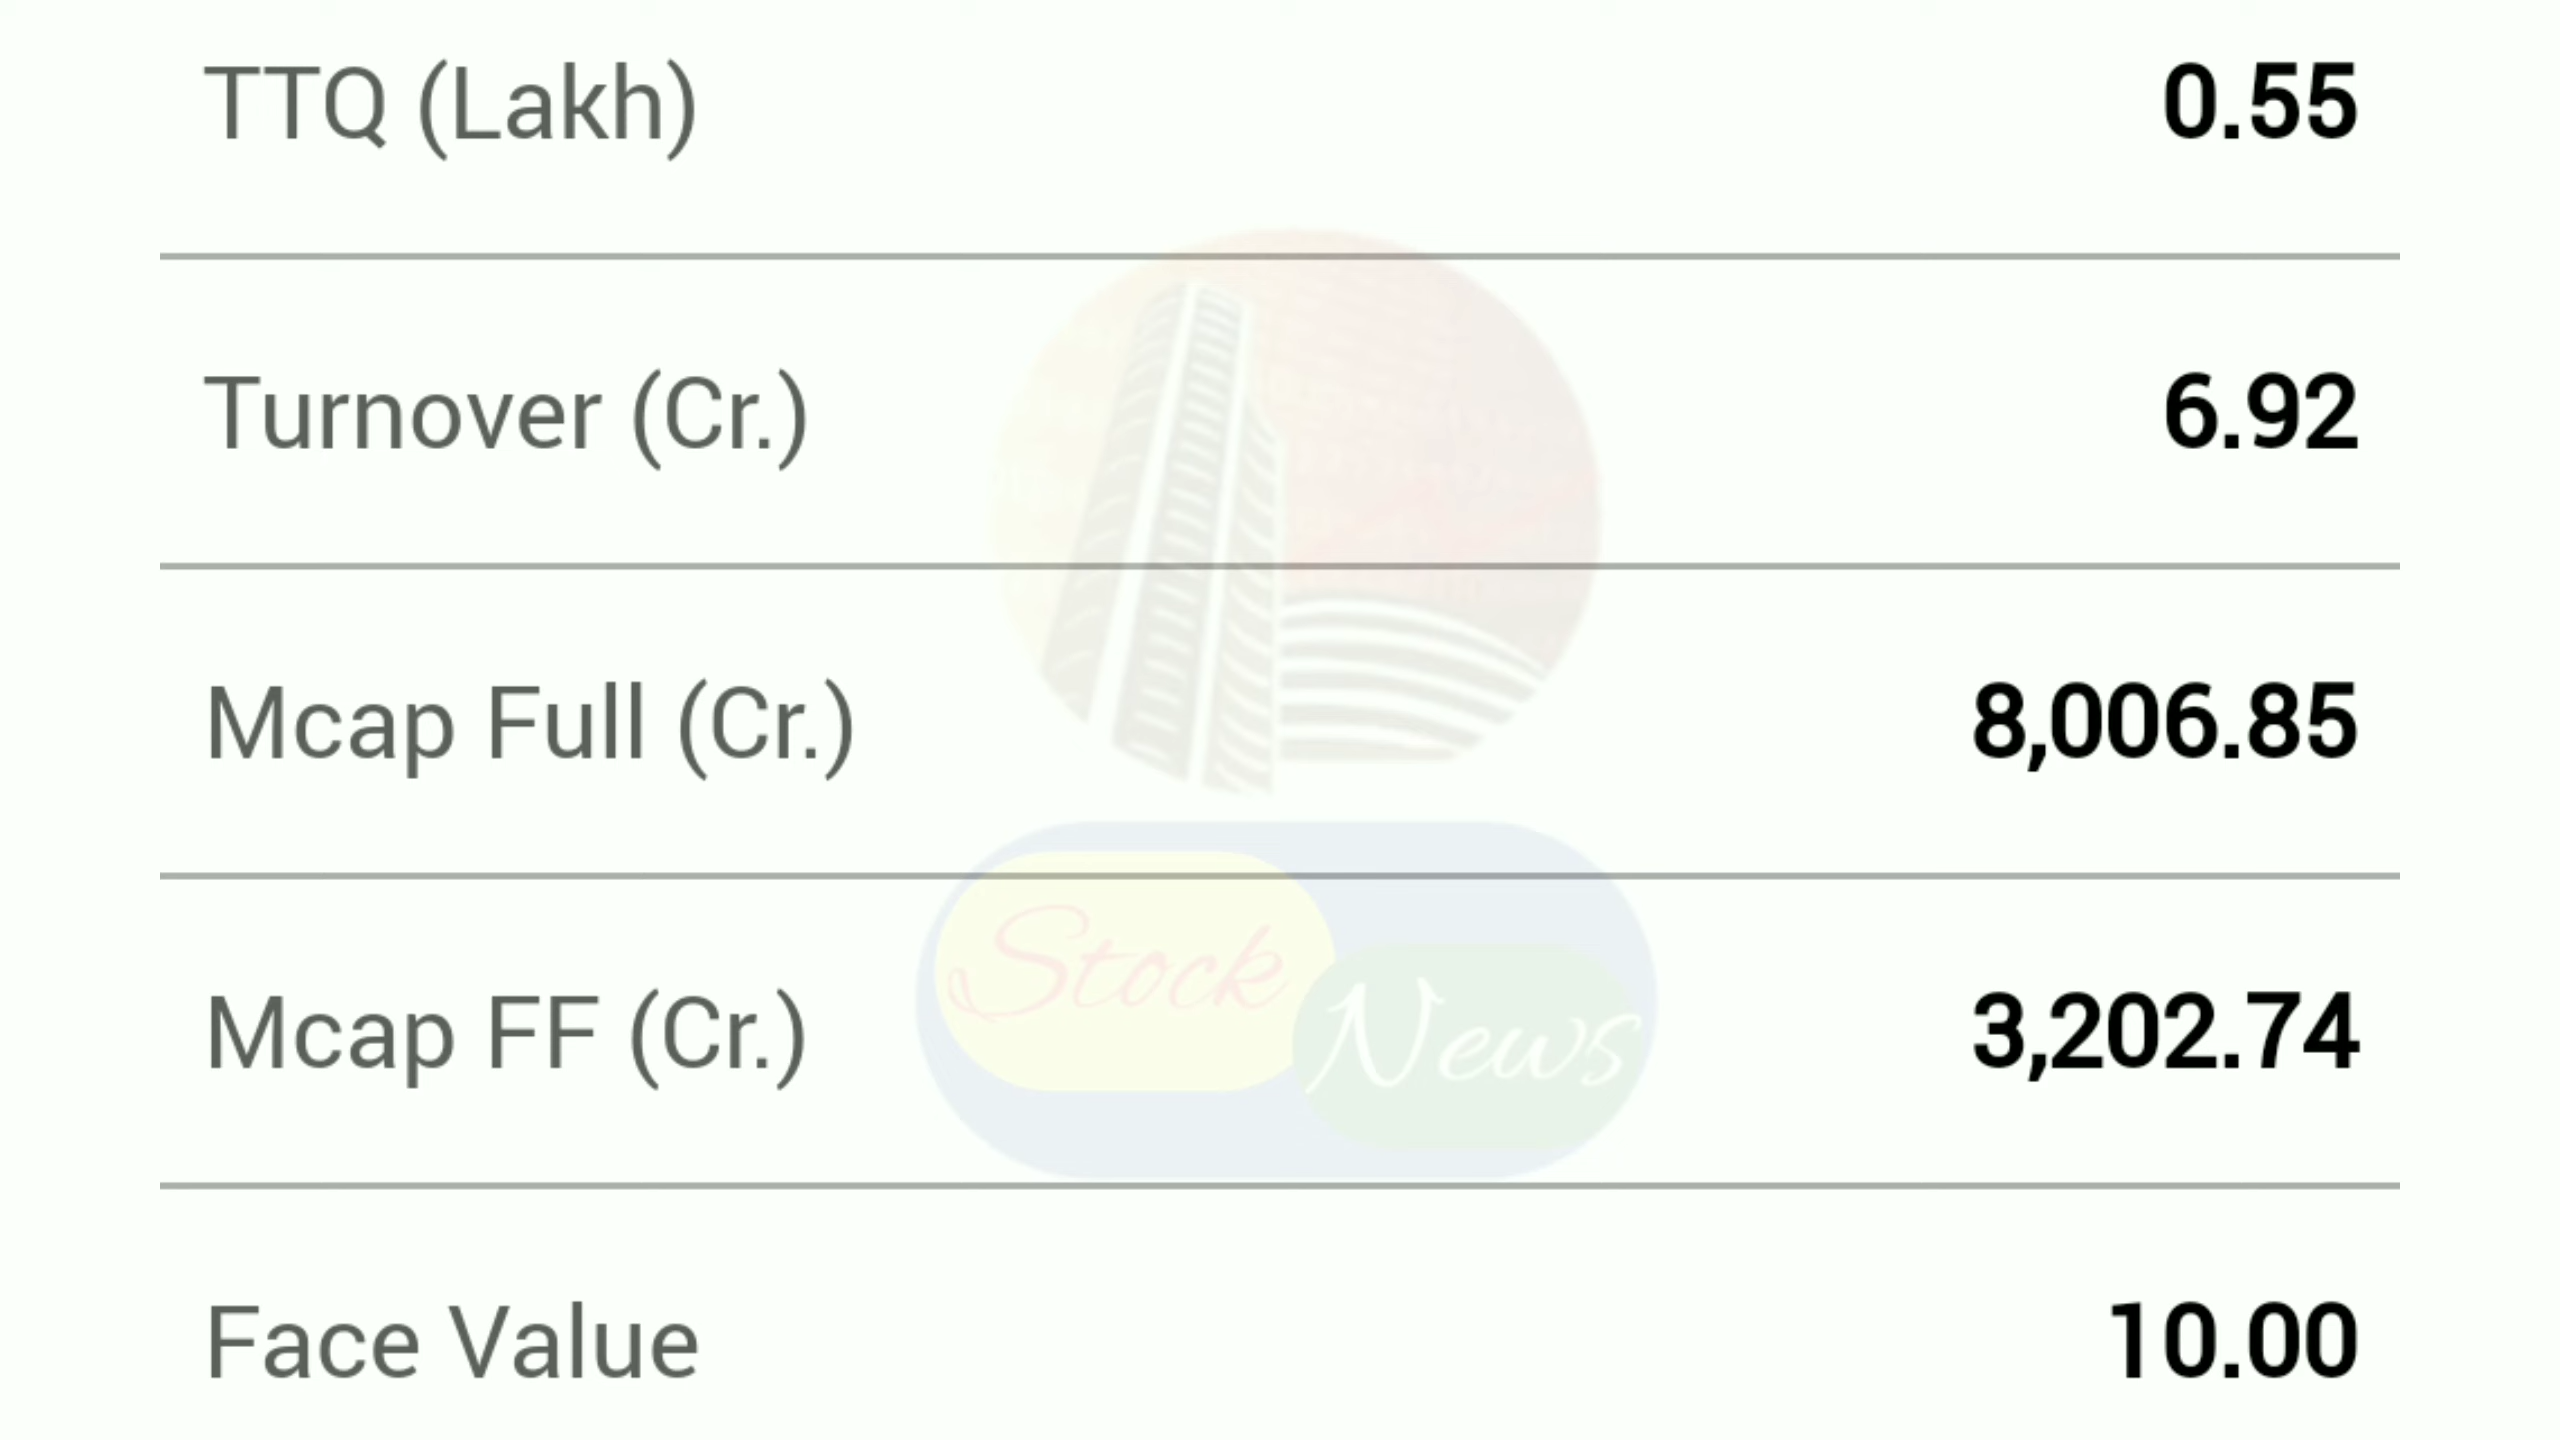 TTQ (Lakh) 0.55
Turnover (Cr.) 6.92
Mcap Full (Cr.) 8,006.85
Mcap FF (Cr.) 3,202.74
Stock
News
Face Value 10.00